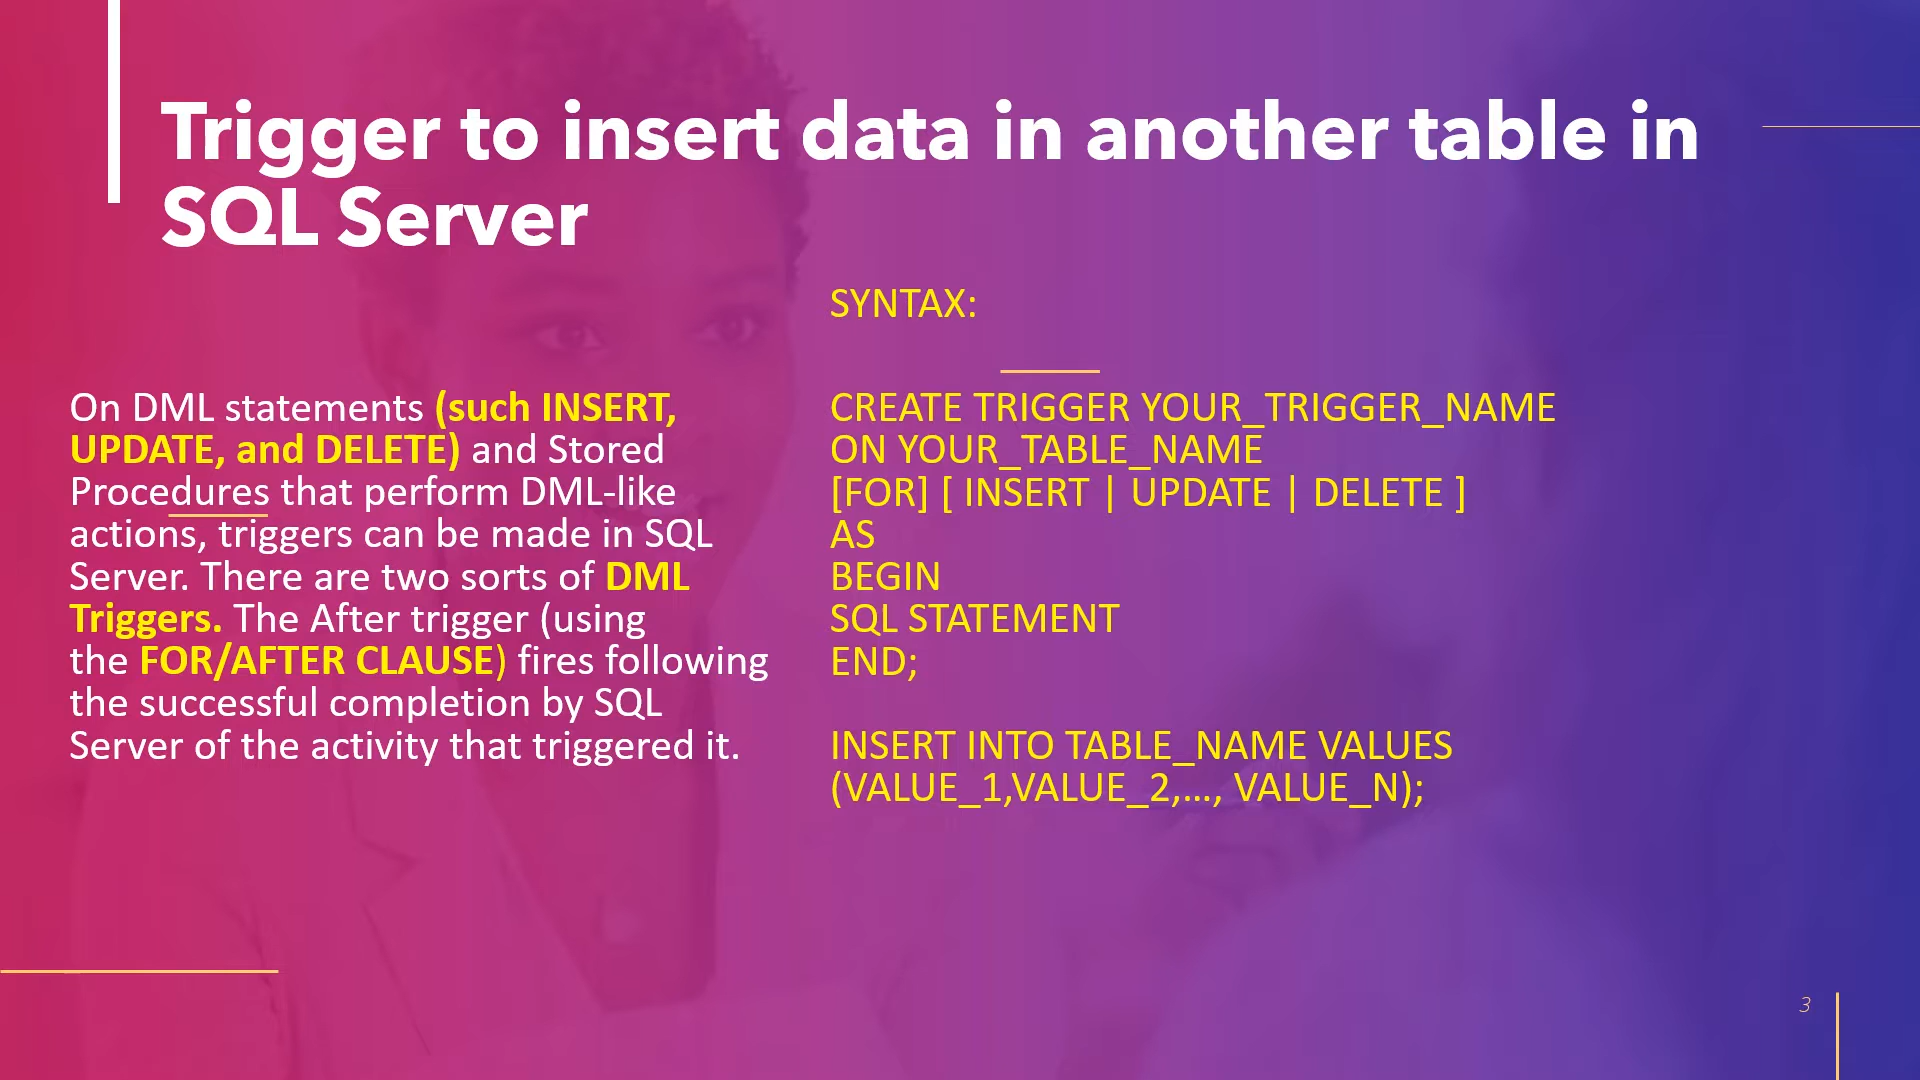 Trigger to insert data in another table in
SQL Server
On DML statements (such INSERT,
UPDATE, and DELETE) and Stored
Procedures that perform DML-like
actions, triggers can be made in SQL
Server. There are two sorts of DML
Triggers. The After trigger (using
the FOR/AFTER CLAUSE) fires following
the successful completion by SQL
Server of the activity that triggered it.
SYNTAX:
CREATE TRIGGER YOUR_TRIGGER_NAME
ON YOUR_TABLE_NAME
[FOR] [ INSERT | UPDATE | DELETE ]
AS
BEGIN
SQL STATEMENT
END;
INSERT INTO TABLE_NAME VALUES
(VALUE_1,VALUE_2,…, VALUE_N);
3